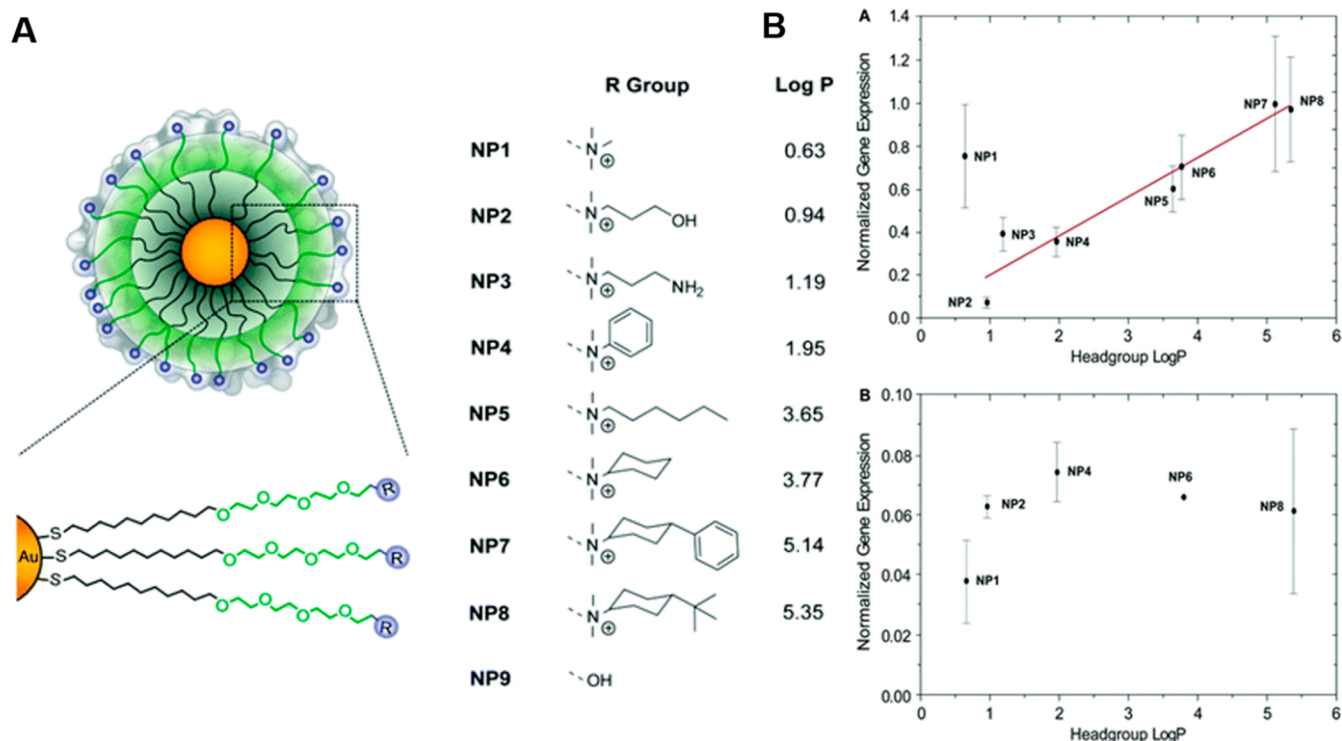 A
B
R Group Log P
NP1 N ⊕ 0.63
NP2 N ⊕ OH 0.94
NP3 N ⊕ NH2 1.19
NP4 N ⊕ 1.95
NP5 N ⊕ 3.65
NP6 N ⊕ 3.77
NP7 N ⊕ 5.14
NP8 N ⊕ 5.35
NP9 OH
Au
S O O O O R
S O O O O R
S O O O O R
A
Normalized Gene Expression
1.4
1.2
1.0
0.8
0.6
0.4
0.2
0.0
NP1
NP2
NP3
NP4
NP5
NP6
NP7
NP8
0 1 2 3 4 5 6
Headgroup LogP
B
Normalized Gene Expression
0.10
0.08
0.06
0.04
0.02
0.00
NP1
NP2
NP4
NP6
NP8
0 1 2 3 4 5 6
Headgroup LogP